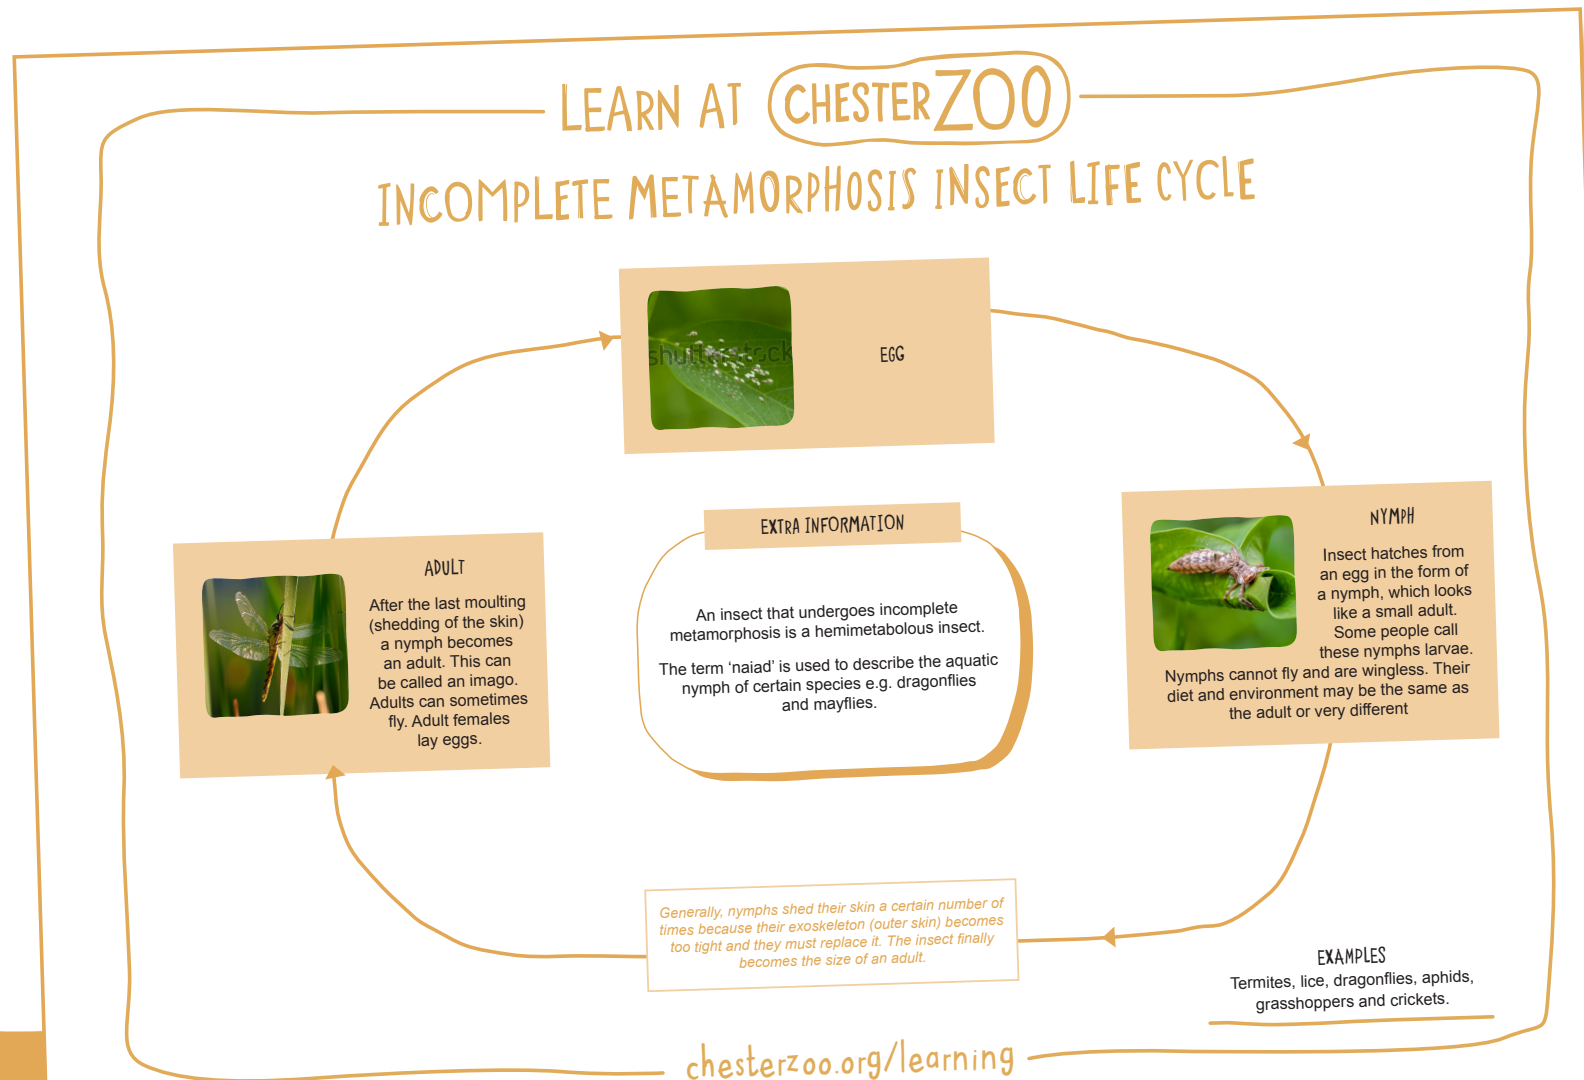 LEARN AT CHESTER ZOO
INCOMPLETE METAMORPHOSIS INSECT LIFE CYCLE
shutterstock
EGG
NYMPH
Insect hatches from
an egg in the form of
a nymph, which looks
like a small adult.
Some people call
these nymphs larvae.
Nymphs cannot fly and are wingless. Their
diet and environment may be the same as
the adult or very different
EXTRA INFORMATION
An insect that undergoes incomplete
metamorphosis is a hemimetabolous insect.
The term ‘naiad’ is used to describe the aquatic
nymph of certain species e.g. dragonflies
and mayflies.
ADULT
After the last moulting
(shedding of the skin)
a nymph becomes
an adult. This can
be called an imago.
Adults can sometimes
fly. Adult females
lay eggs.
Generally, nymphs shed their skin a certain number of
times because their exoskeleton (outer skin) becomes
too tight and they must replace it. The insect finally
becomes the size of an adult.
EXAMPLES
Termites, lice, dragonflies, aphids,
grasshoppers and crickets.
chesterzoo.org/learning